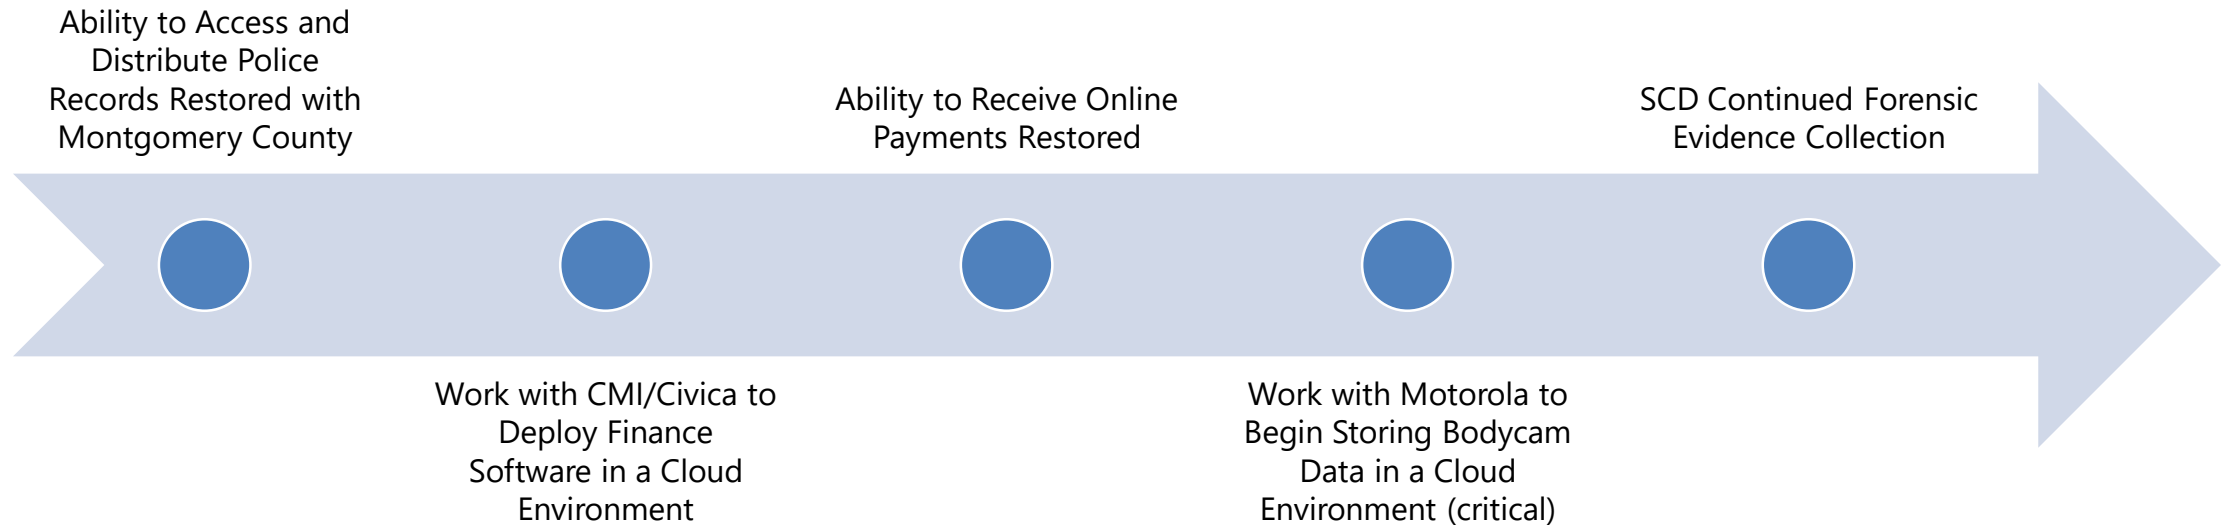 Ability to Access and
Distribute Police
Records Restored with
Montgomery County
Work with CMI/Civica to
Deploy Finance
Software in a Cloud
Environment
Ability to Receive Online
Payments Restored
Work with Motorola to
Begin Storing Bodycam
Data in a Cloud
Environment (critical)
SCD Continued Forensic
Evidence Collection